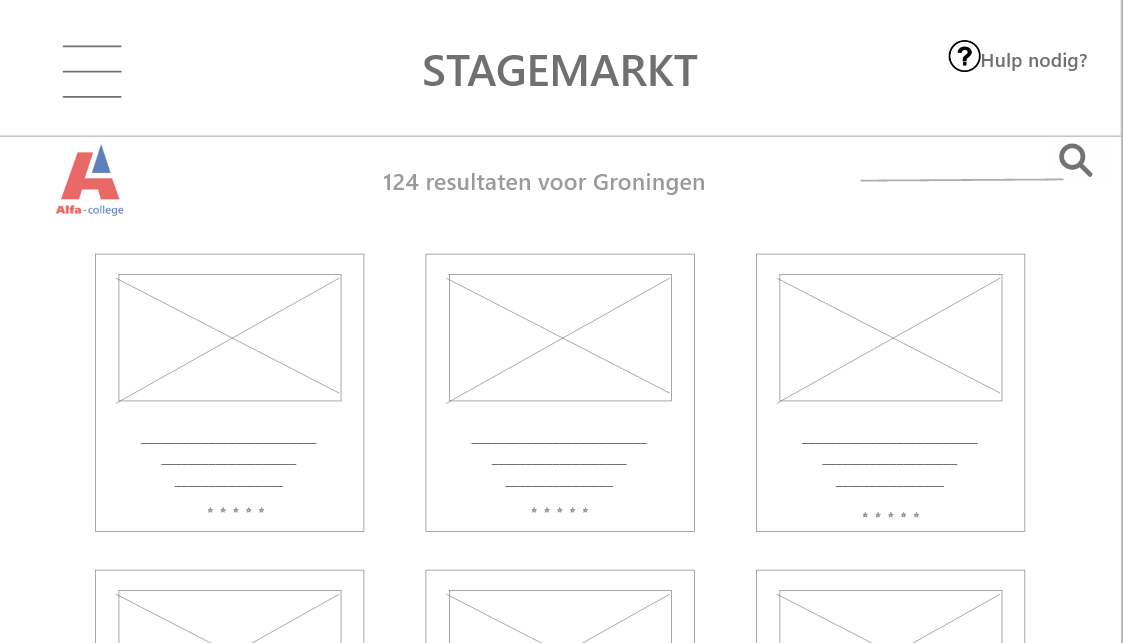 STAGEMARKT
? Hulp nodig?
Alfa-college
124 resultaten voor Groningen
* * * * *
* * * * *
* * * * *